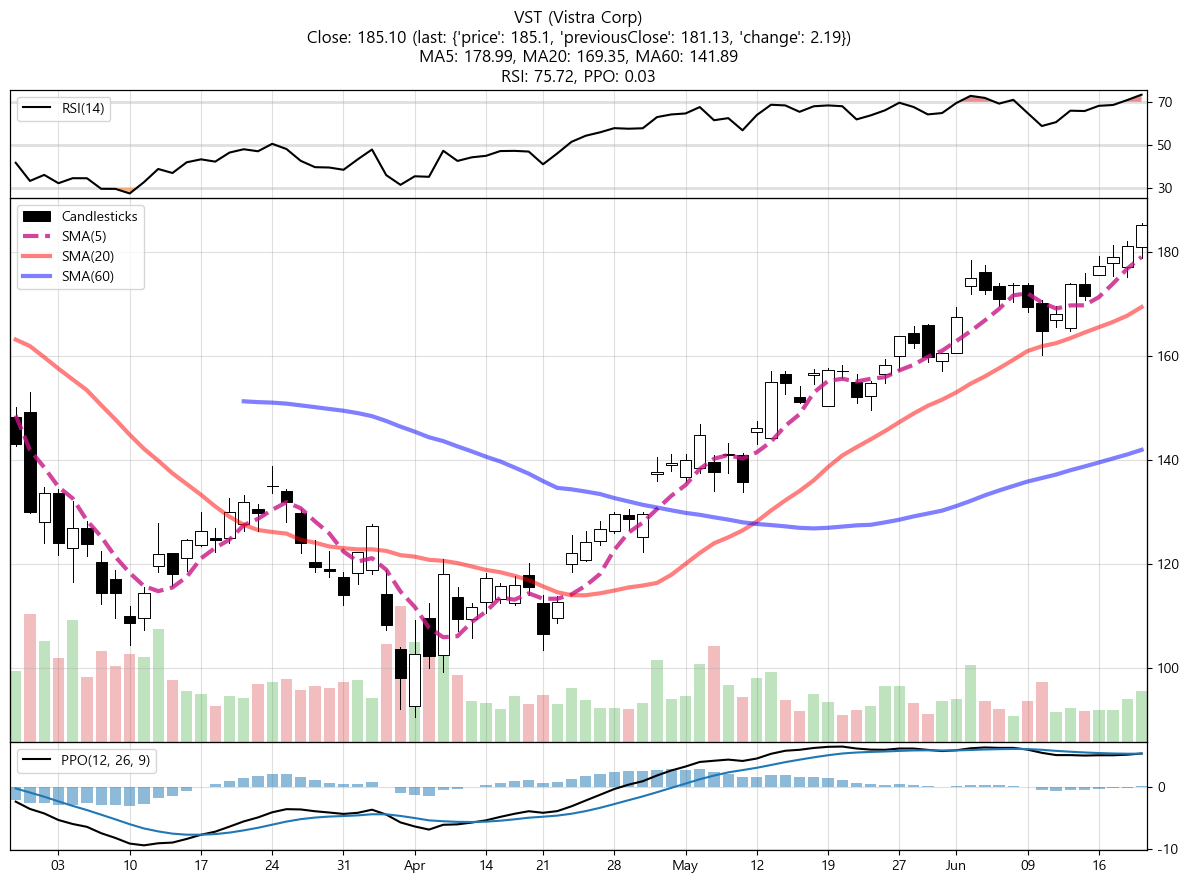 VST (Vistra Corp)
Close: 185.10 (last: {'price': 185.1, 'previousClose': 181.13, 'change': 2.19})
MA5: 178.99, MA20: 169.35, MA60: 141.89
RSI: 75.72, PPO: 0.03
RSI(14)
70
50
30
Candlesticks
SMA(5)
SMA(20)
SMA(60)
180
160
140
120
100
PPO(12, 26, 9)
0
-10
03 10 17 24 31 Apr 14 21 28 May 12 19 27 Jun 09 16